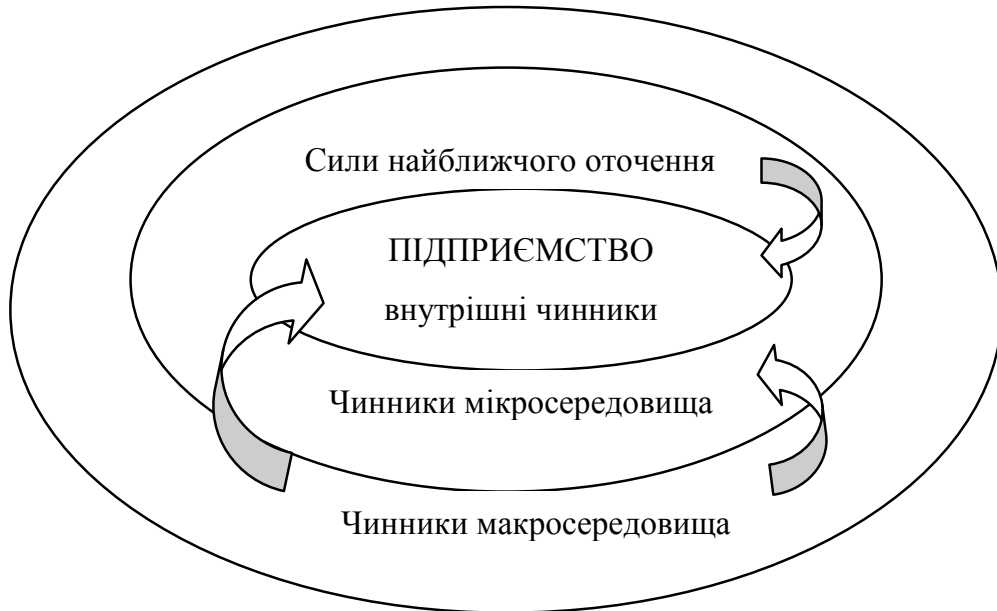 Сили найближчого оточення
ПІДПРИЄМСТВО
внутрішні чинники
Чинники мікросередовища
Чинники макросередовища